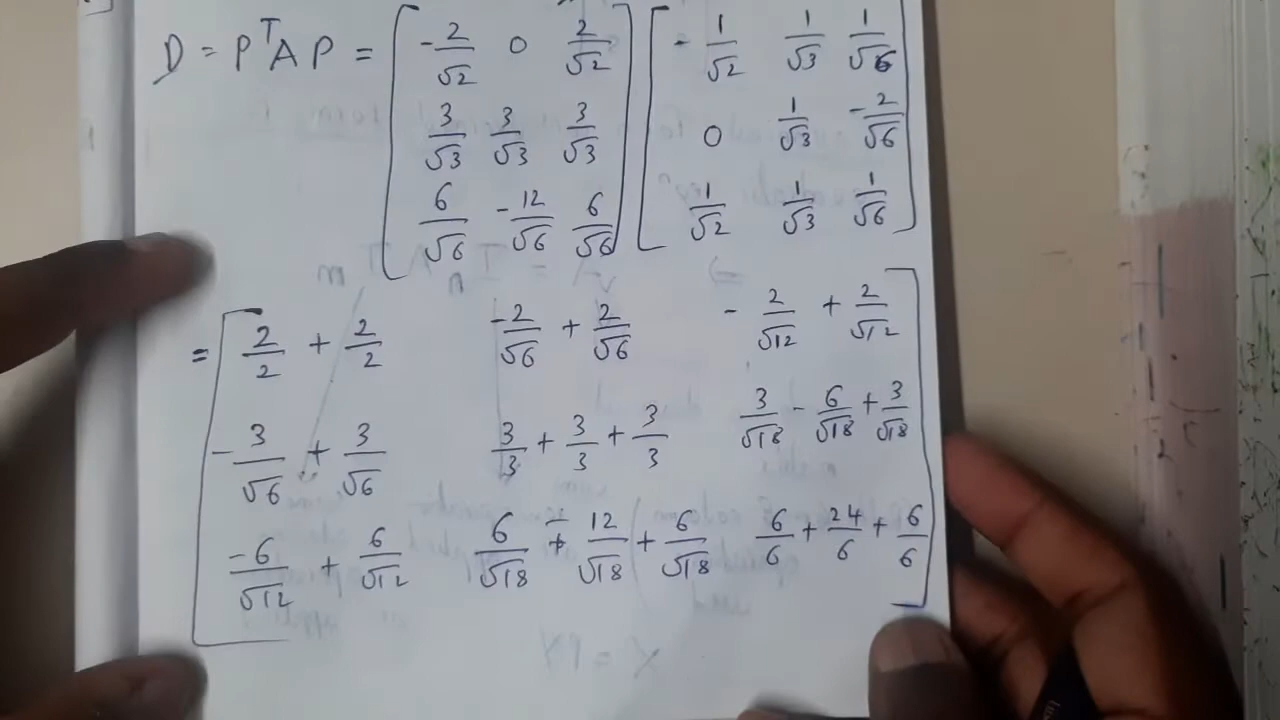 D = PᵀAP = [ -2/√2 0 2/√2 ] [ -1/√2 1/√3 1/√6 ]
[ 3/√3 3/√3 3/√3 ] [ 0 1/√3 -2/√6 ]
[ 6/√6 -12/√6 6/√6 ] [ 1/√2 1/√3 1/√6 ]
= [ 2/2 + 2/2 -2/√6 + 2/√6 -2/√12 + 2/√12 ]
[ -3/√6 + 3/√6 3/3 + 3/3 + 3/3 3/√18 - 6/√18 + 3/√18 ]
[ -6/√12 + 6/√12 6/√18 - 12/√18 + 6/√18 6/6 + 24/6 + 6/6 ]